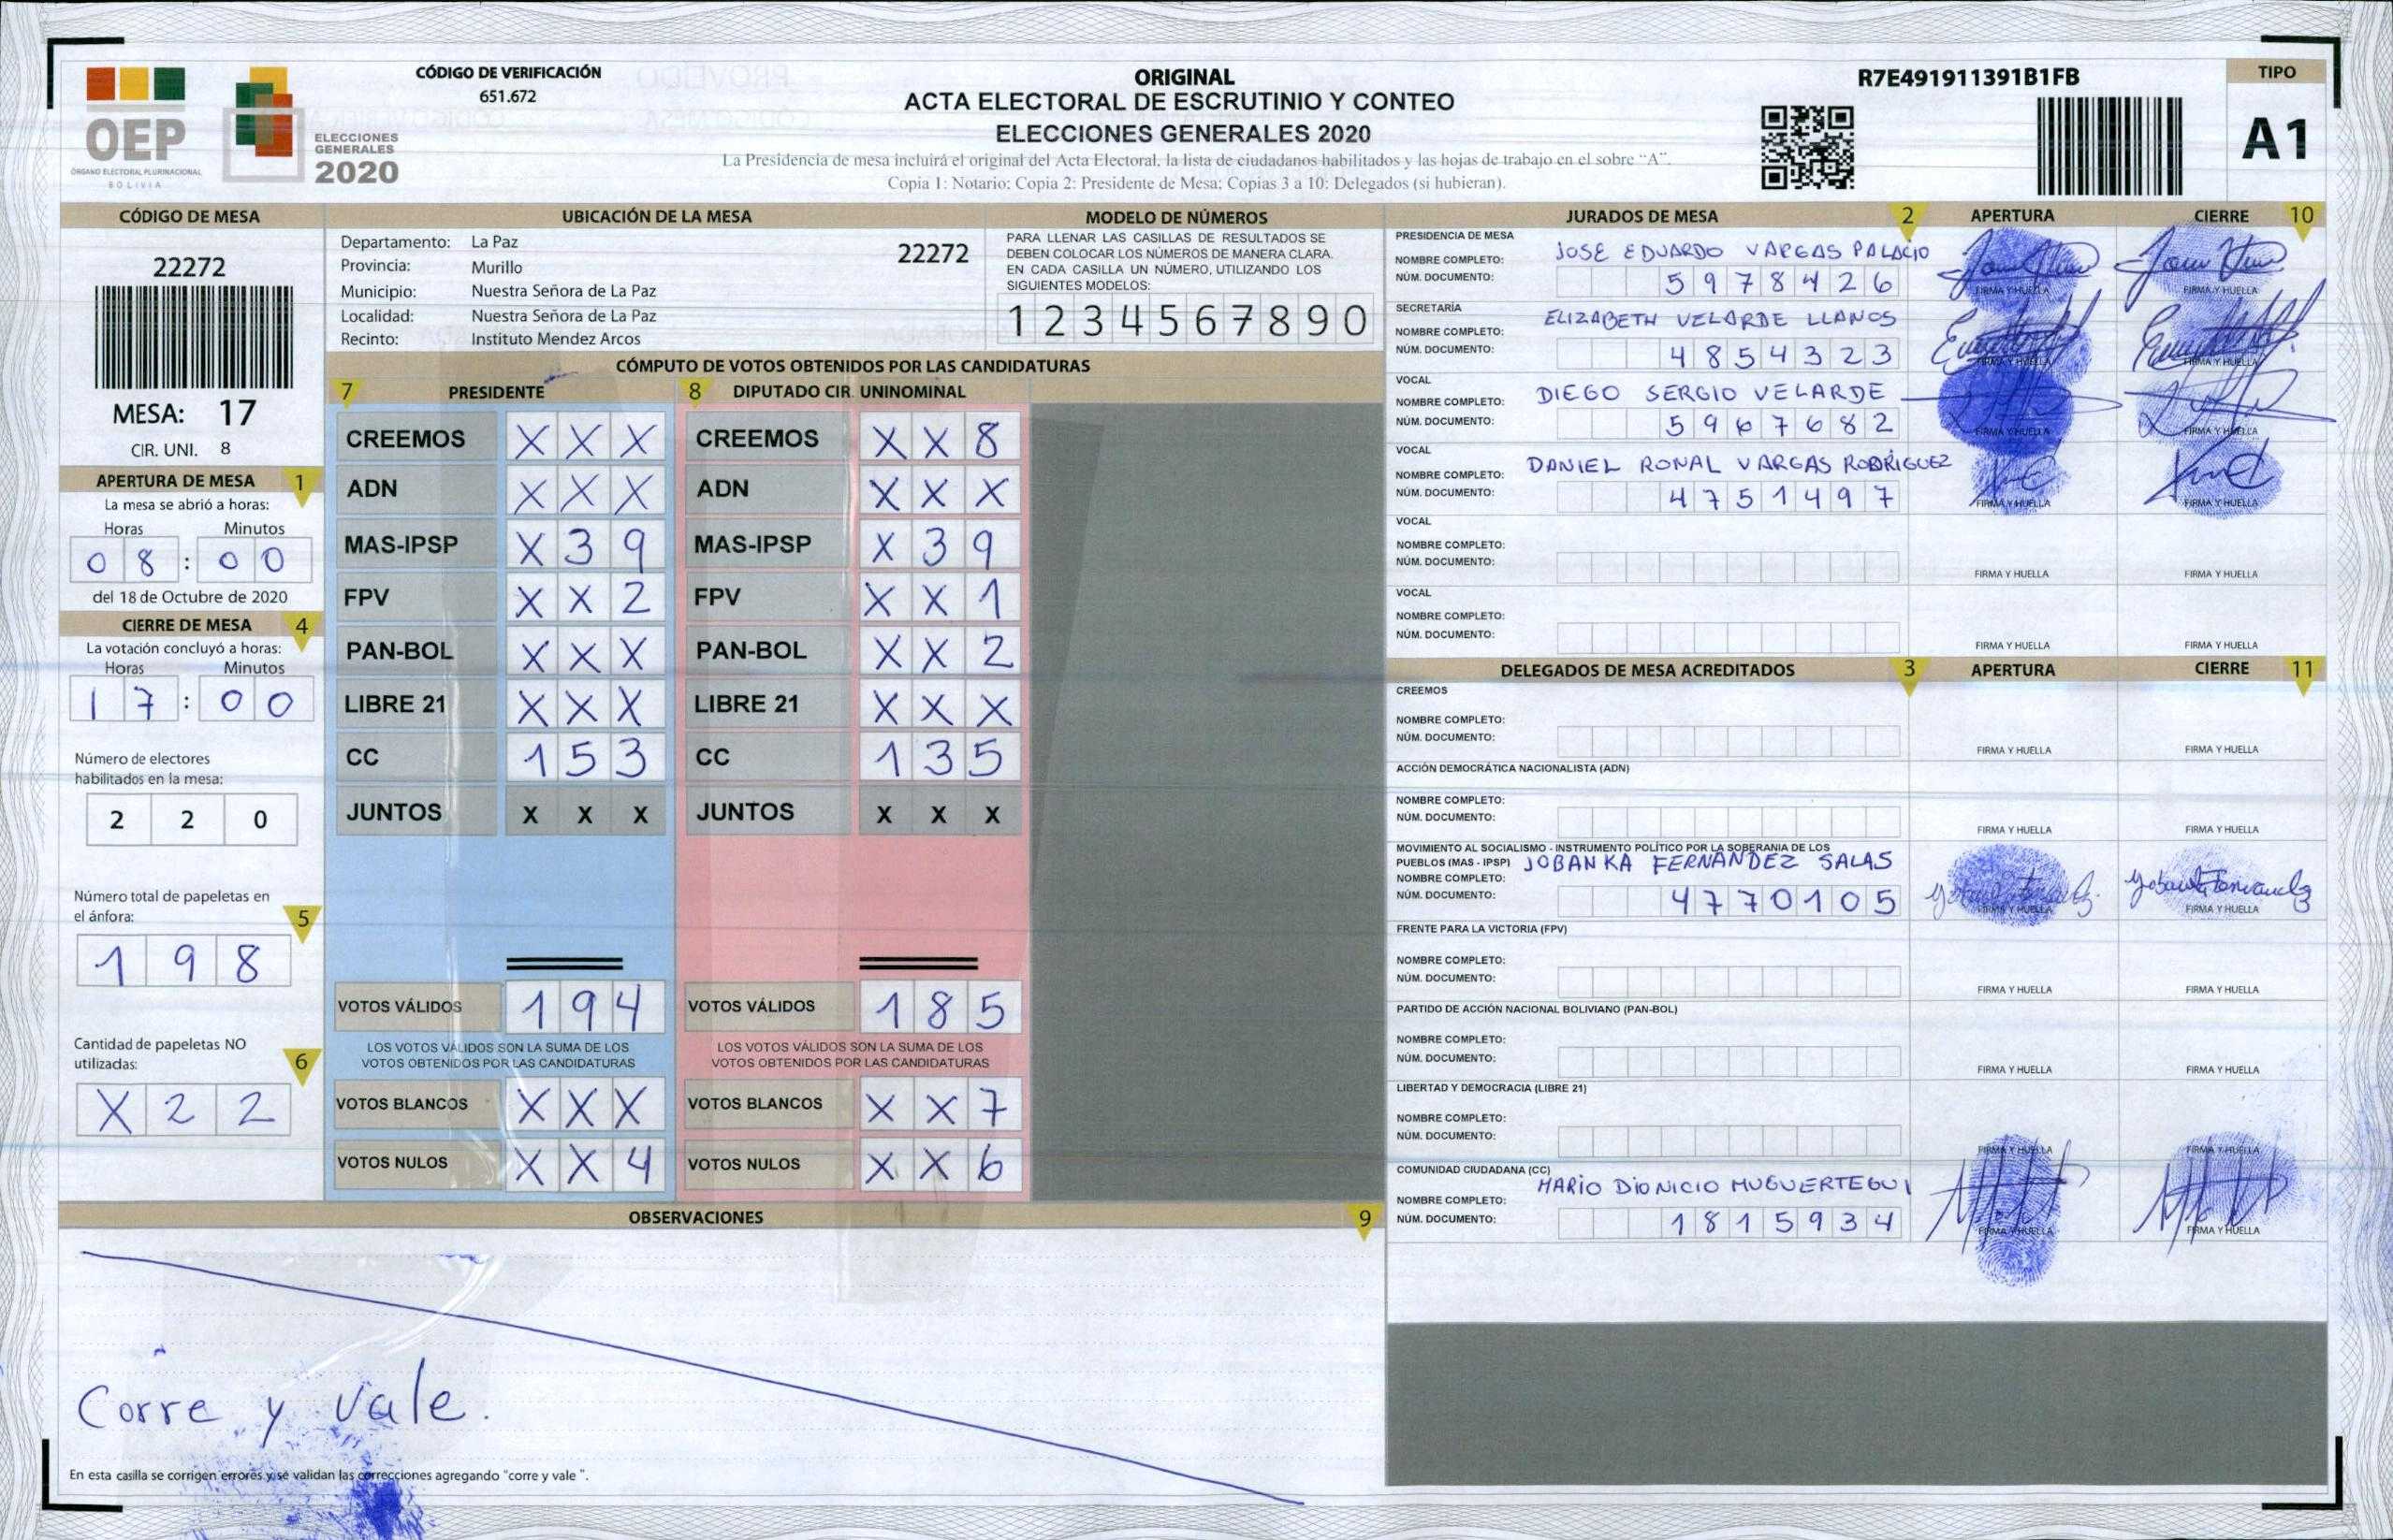 CÓDIGO DE VERIFICACIÓN
651.672
OEP
ÓRGANO ELECTORAL PLURINACIONAL
BOLIVIA
ELECCIONES
GENERALES
2020
ORIGINAL
ACTA ELECTORAL DE ESCRUTINIO Y CONTEO
ELECCIONES GENERALES 2020
La Presidencia de mesa incluirá el original del Acta Electoral, la lista de ciudadanos habilitados y las hojas de trabajo en el sobre "A".
Copia 1: Notario; Copia 2: Presidente de Mesa; Copias 3 a 10: Delegados (si hubieran).
R7E491911391B1FB
TIPO
A1
CÓDIGO DE MESA
22272
MESA: 17
CIR. UNI. 8
APERTURA DE MESA 1
La mesa se abrió a horas:
Horas Minutos
0 8 : 0 0
del 18 de Octubre de 2020
CIERRE DE MESA 4
La votación concluyó a horas:
Horas Minutos
1 7 : 0 0
Número de electores
habilitados en la mesa:
2 2 0
Número total de papeletas en
el ánfora: 5
1 9 8
Cantidad de papeletas NO
utilizadas: 6
X 2 2
UBICACIÓN DE LA MESA
Departamento: La Paz
22272
Provincia: Murillo
Municipio: Nuestra Señora de La Paz
Localidad: Nuestra Señora de La Paz
Recinto: Instituto Mendez Arcos
MODELO DE NÚMEROS
PARA LLENAR LAS CASILLAS DE RESULTADOS SE
DEBEN COLOCAR LOS NÚMEROS DE MANERA CLARA.
EN CADA CASILLA UN NÚMERO, UTILIZANDO LOS
SIGUIENTES MODELOS:
1 2 3 4 5 6 7 8 9 0
CÓMPUTO DE VOTOS OBTENIDOS POR LAS CANDIDATURAS
7 PRESIDENTE
CREEMOS X X X
ADN X X X
MAS-IPSP X 3 9
FPV X X 2
PAN-BOL X X X
LIBRE 21 X X X
CC 1 5 3
JUNTOS X X X
VOTOS VÁLIDOS 1 9 4
LOS VOTOS VÁLIDOS SON LA SUMA DE LOS
VOTOS OBTENIDOS POR LAS CANDIDATURAS
VOTOS BLANCOS X X X
VOTOS NULOS X X 4
8 DIPUTADO CIR. UNINOMINAL
CREEMOS X X 8
ADN X X X
MAS-IPSP X 3 9
FPV X X 1
PAN-BOL X X 2
LIBRE 21 X X X
CC 1 3 5
JUNTOS X X X
VOTOS VÁLIDOS 1 8 5
LOS VOTOS VÁLIDOS SON LA SUMA DE LOS
VOTOS OBTENIDOS POR LAS CANDIDATURAS
VOTOS BLANCOS X X 7
VOTOS NULOS X X 6
OBSERVACIONES 9
Corre y vale.
En esta casilla se corrigen errores y se validan las correcciones agregando "corre y vale ".
JURADOS DE MESA 2 APERTURA CIERRE 10
PRESIDENCIA DE MESA
NOMBRE COMPLETO: JOSE EDUARDO VARGAS PALACIO
NÚM. DOCUMENTO: 5 9 7 8 4 2 6
FIRMA Y HUELLA FIRMA Y HUELLA
SECRETARÍA
NOMBRE COMPLETO: ELIZABETH VELARDE LLANOS
NÚM. DOCUMENTO: 4 8 5 4 3 2 3
FIRMA Y HUELLA FIRMA Y HUELLA
VOCAL
NOMBRE COMPLETO: DIEGO SERGIO VELARDE
NÚM. DOCUMENTO: 5 9 6 7 6 8 2
FIRMA Y HUELLA FIRMA Y HUELLA
VOCAL
NOMBRE COMPLETO: DANIEL RONAL VARGAS RODRÍGUEZ
NÚM. DOCUMENTO: 4 7 5 1 4 9 7
FIRMA Y HUELLA FIRMA Y HUELLA
VOCAL
NOMBRE COMPLETO:
NÚM. DOCUMENTO:
FIRMA Y HUELLA FIRMA Y HUELLA
VOCAL
NOMBRE COMPLETO:
NÚM. DOCUMENTO:
FIRMA Y HUELLA FIRMA Y HUELLA
DELEGADOS DE MESA ACREDITADOS 3 APERTURA CIERRE 11
CREEMOS
NOMBRE COMPLETO:
NÚM. DOCUMENTO:
FIRMA Y HUELLA FIRMA Y HUELLA
ACCIÓN DEMOCRÁTICA NACIONALISTA (ADN)
NOMBRE COMPLETO:
NÚM. DOCUMENTO:
FIRMA Y HUELLA FIRMA Y HUELLA
MOVIMIENTO AL SOCIALISMO - INSTRUMENTO POLÍTICO POR LA SOBERANIA DE LOS
PUEBLOS (MAS - IPSP) JOBANKA FERNANDEZ SALAS
NOMBRE COMPLETO:
NÚM. DOCUMENTO: 4 7 7 0 1 0 5
FIRMA Y HUELLA FIRMA Y HUELLA
FRENTE PARA LA VICTORIA (FPV)
NOMBRE COMPLETO:
NÚM. DOCUMENTO:
FIRMA Y HUELLA FIRMA Y HUELLA
PARTIDO DE ACCIÓN NACIONAL BOLIVIANO (PAN-BOL)
NOMBRE COMPLETO:
NÚM. DOCUMENTO:
FIRMA Y HUELLA FIRMA Y HUELLA
LIBERTAD Y DEMOCRACIA (LIBRE 21)
NOMBRE COMPLETO:
NÚM. DOCUMENTO:
FIRMA Y HUELLA FIRMA Y HUELLA
COMUNIDAD CIUDADANA (CC)
NOMBRE COMPLETO: MARIO DIONICIO MUGUERTEGUI
NÚM. DOCUMENTO: 1 8 1 5 9 3 4
FIRMA Y HUELLA FIRMA Y HUELLA